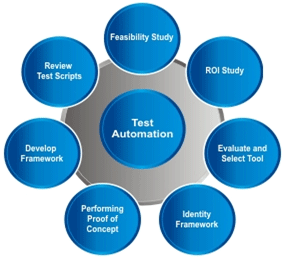 Feasibility Study
ROI Study
Evaluate and
Select Tool
Identity
Framework
Performing
Proof of
Concept
Develop
Framework
Review
Test Scripts
Test
Automation